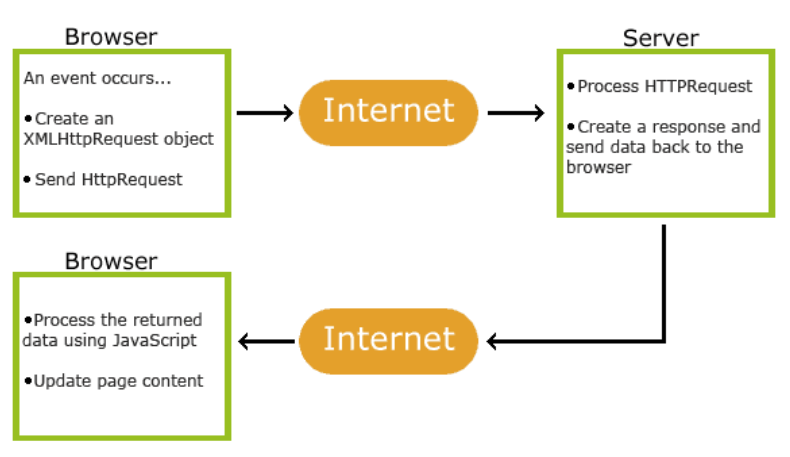 Browser
An event occurs...
•Create an
XMLHttpRequest object
• Send HttpRequest
Internet
Server
•Process HTTPRequest
•Create a response and
send data back to the
browser
Browser
•Process the returned
data using JavaScript
•Update page content
Internet